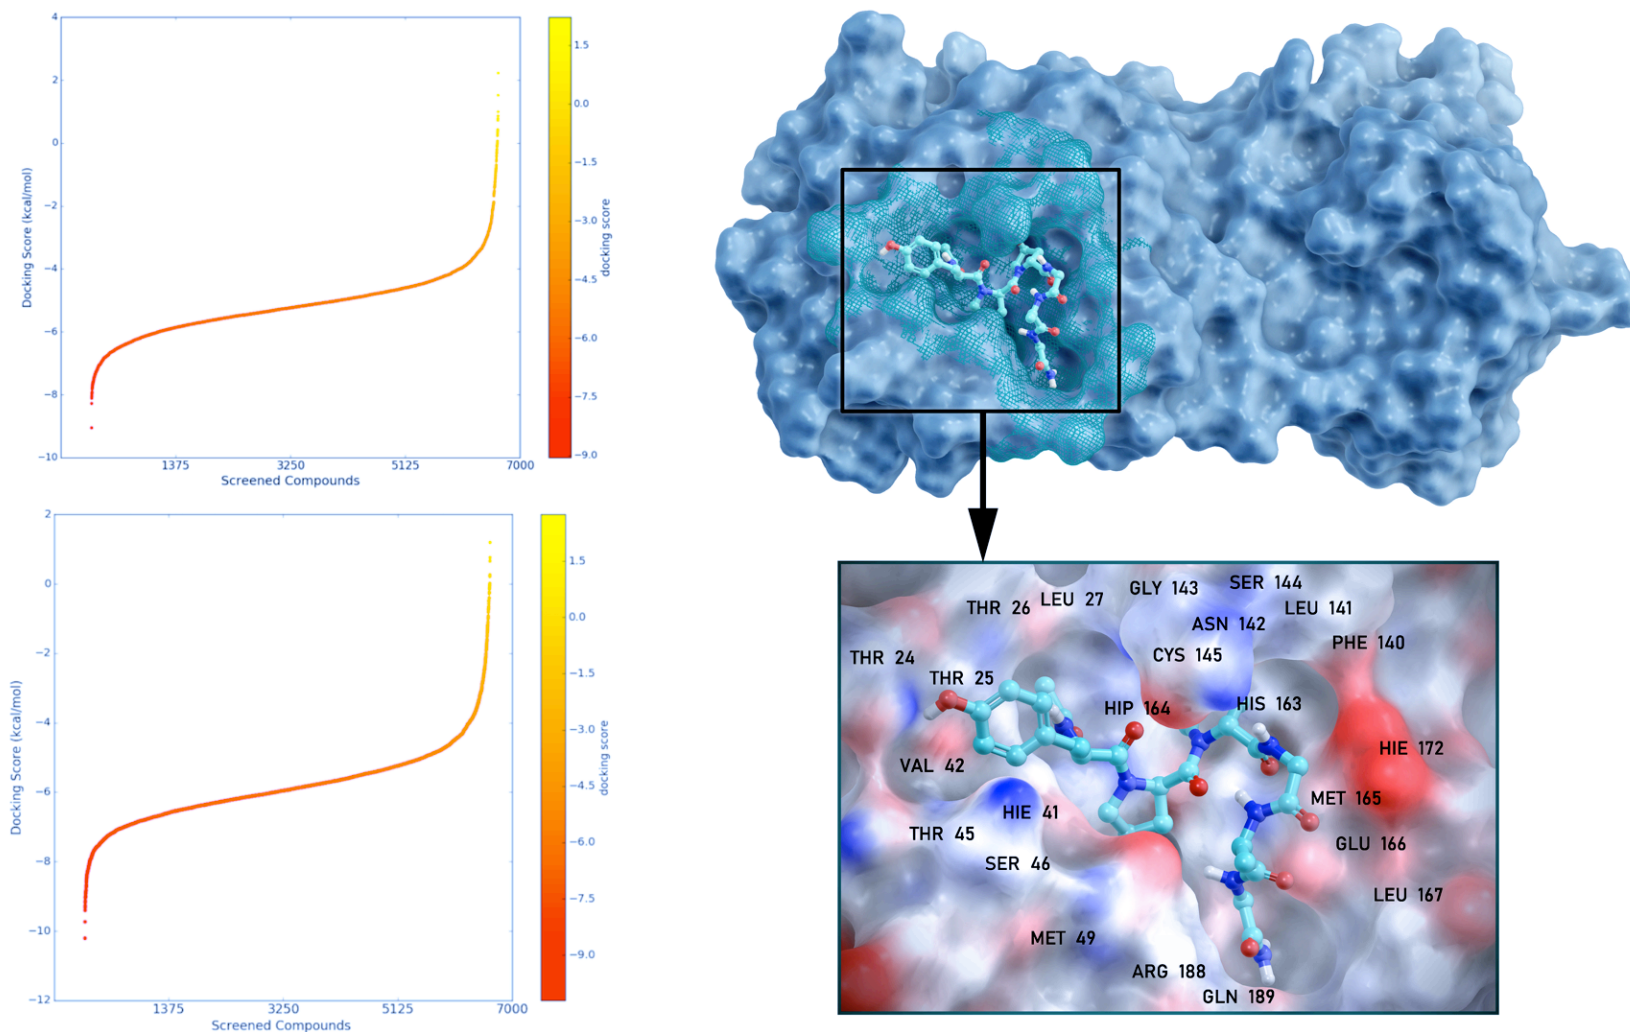 4
2
0
−2
−4
−6
−8
−10
Docking Score (kcal/mol)
1375
3250
5125
7000
Screened Compounds
1.5
0.0
−1.5
−3.0
−4.5
−6.0
−7.5
−9.0
docking score
2
0
−2
−4
−6
−8
−10
−12
Docking Score (kcal/mol)
1375
3250
5125
7000
Screened Compounds
1.5
0.0
−1.5
−3.0
−4.5
−6.0
−7.5
−9.0
docking score
SER 144
GLY 143
LEU 27
THR 26
LEU 141
ASN 142
PHE 140
CYS 145
THR 24
THR 25
HIP 164
HIS 163
HIE 172
VAL 42
MET 165
HIE 41
THR 45
GLU 166
SER 46
LEU 167
MET 49
ARG 188
GLN 189